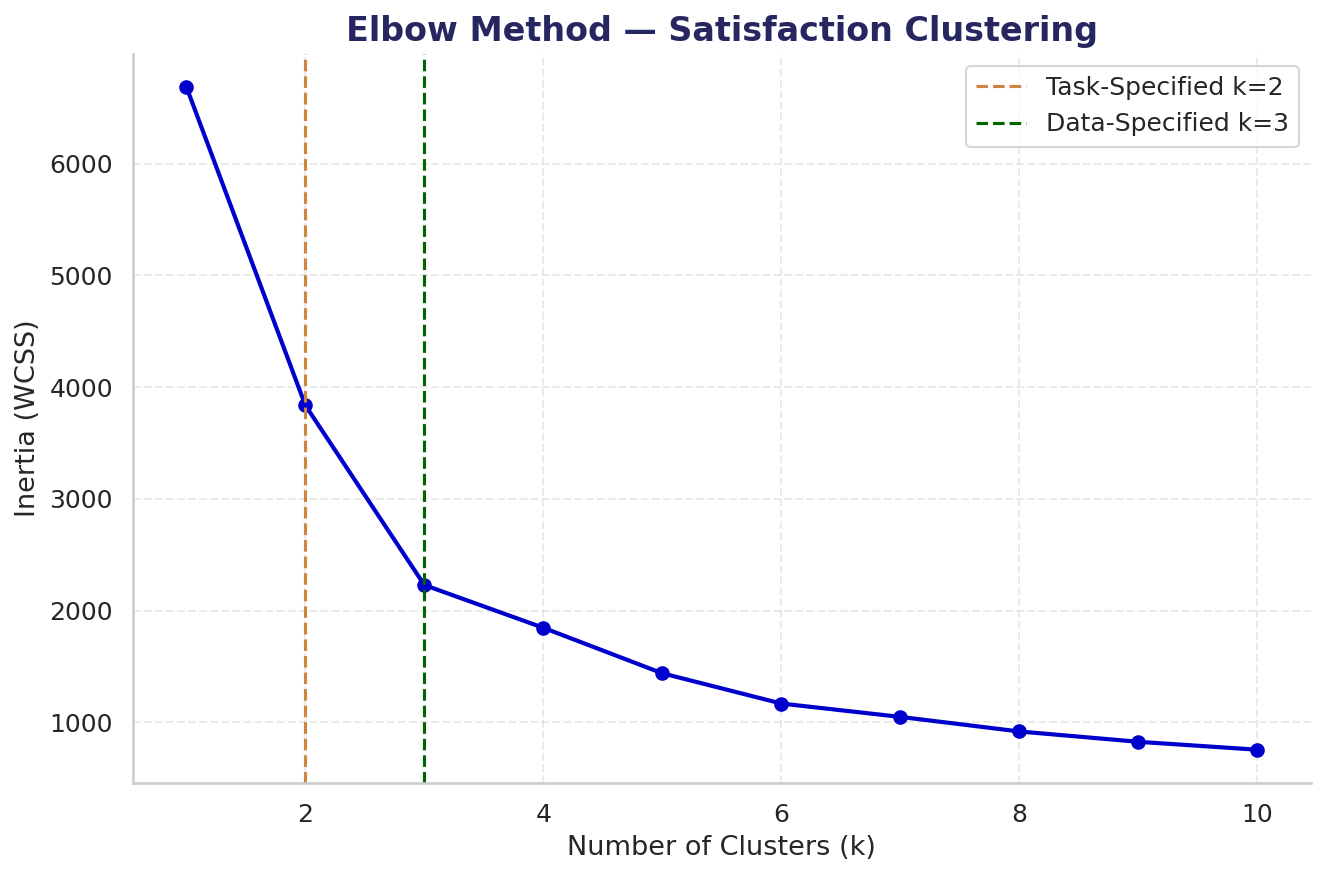 Elbow Method — Satisfaction Clustering
Task-Specified k=2
Data-Specified k=3
6000
5000
4000
3000
2000
1000
Inertia (WCSS)
2 4 6 8 10
Number of Clusters (k)